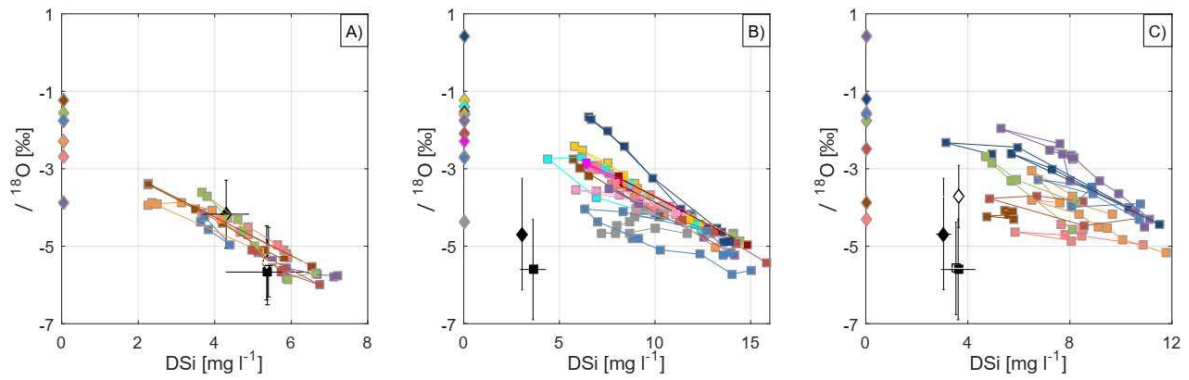 A)
B)
C)
1
-1
-3
-5
-7
/ ¹⁸O [‰]
0 2 4 6 8
DSi [mg l⁻¹]
1
-1
-3
-5
-7
/ ¹⁸O [‰]
0 5 10 15
DSi [mg l⁻¹]
1
-1
-3
-5
-7
/ ¹⁸O [‰]
0 4 8 12
DSi [mg l⁻¹]